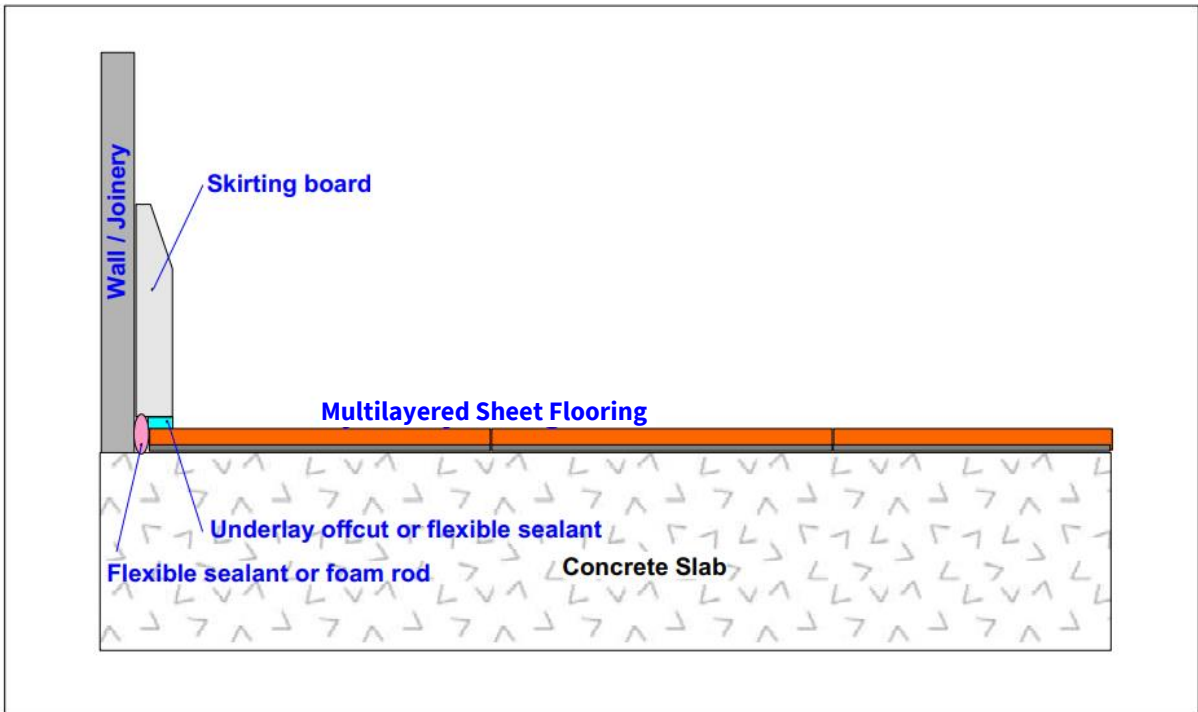 Wall / Joinery
Skirting board
Multilayered Sheet Flooring
Underlay offcut or flexible sealant
Concrete Slab
Flexible sealant or foam rod